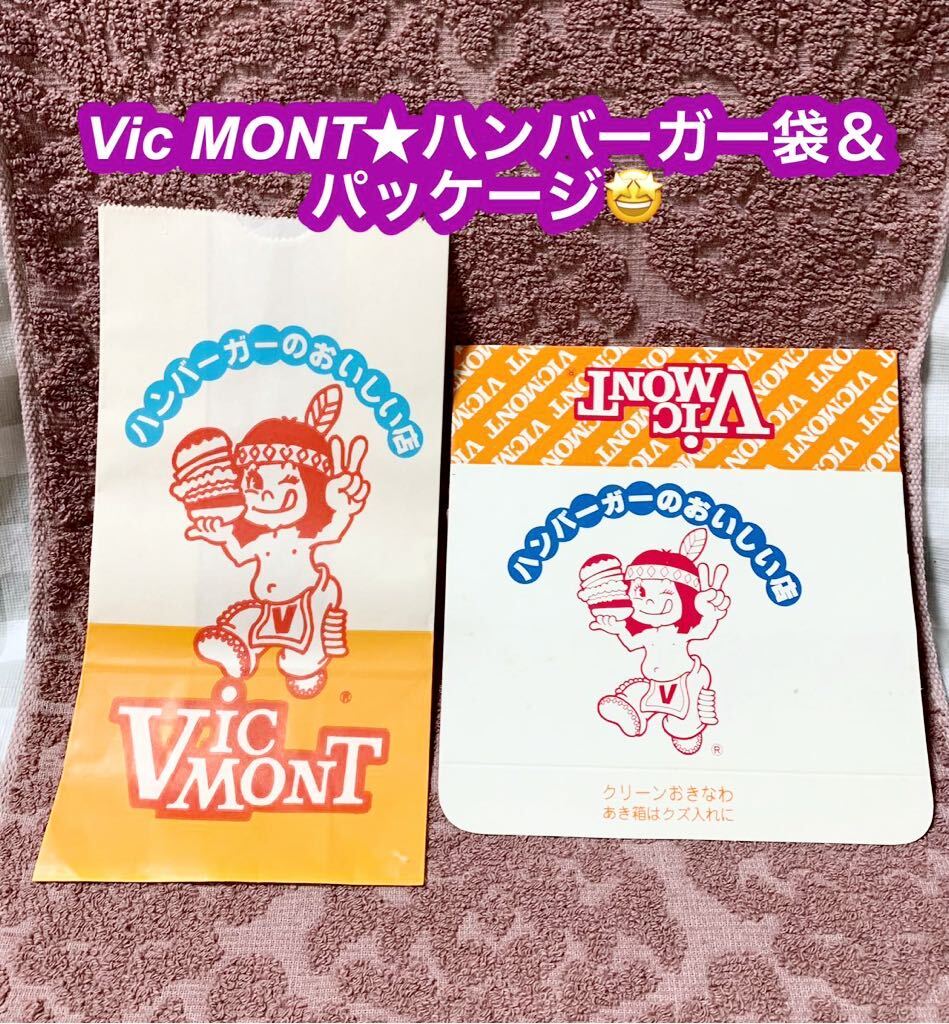 Vic MONT★ハンバーガー袋＆
パッケージ🤩
ハンバーガーのおいしい店
V
®
VIC
MONT
VICMONT VICMONT VICMONT
VIC
MONT
®
ハンバーガーのおいしい店
V
®
クリーンおきなわ
あき箱はクズ入れに